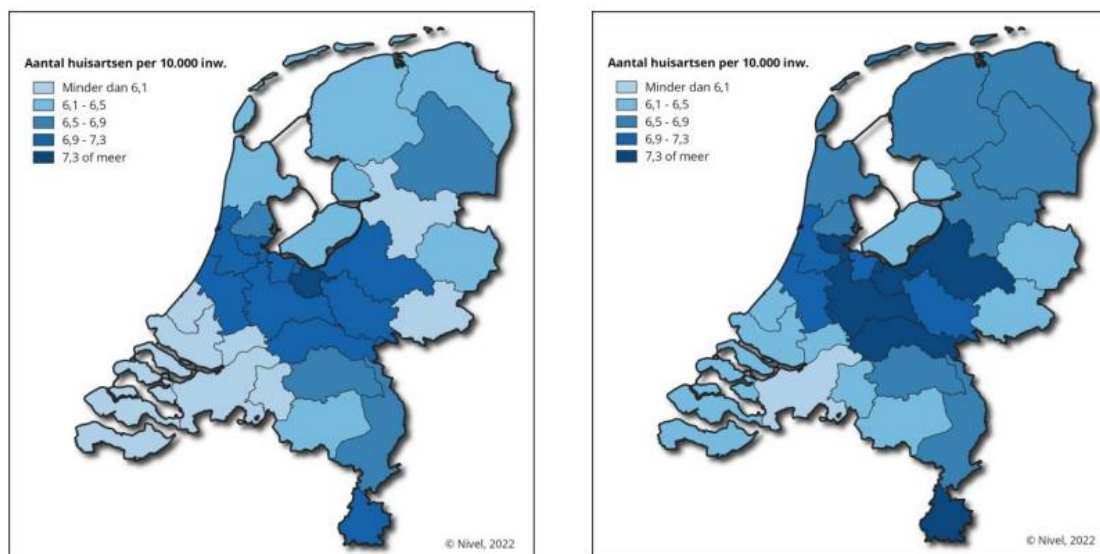 Aantal huisartsen per 10.000 inw.
Minder dan 6,1
6,1 - 6,5
6,5 - 6,9
6,9 - 7,3
7,3 of meer
© Nivel, 2022
Aantal huisartsen per 10.000 inw.
Minder dan 6,1
6,1 - 6,5
6,5 - 6,9
6,9 - 7,3
7,3 of meer
© Nivel, 2022